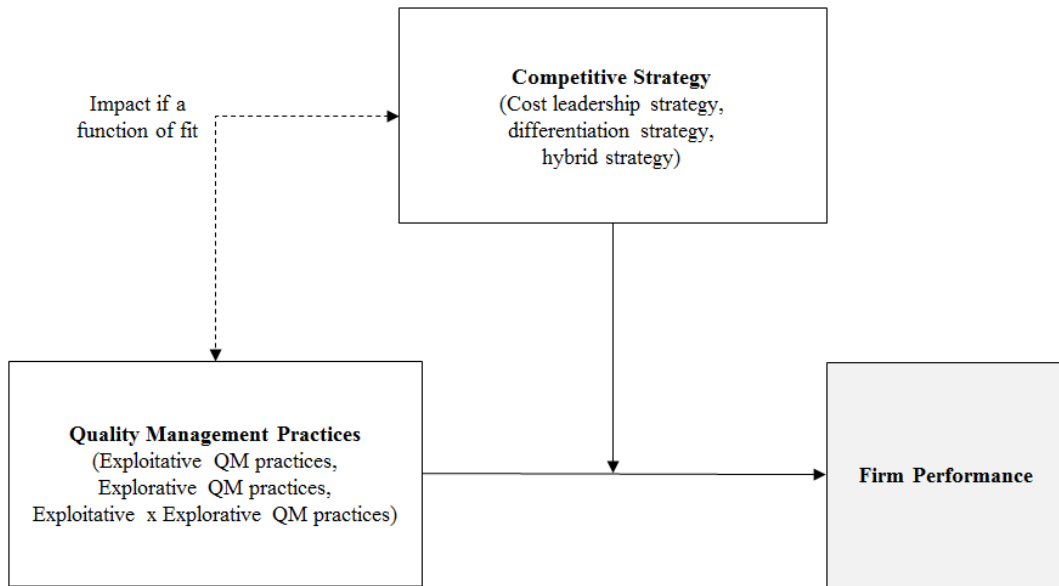 Competitive Strategy
(Cost leadership strategy,
differentiation strategy,
hybrid strategy)
Impact if a
function of fit
Quality Management Practices
(Exploitative QM practices,
Explorative QM practices,
Exploitative x Explorative QM practices)
Firm Performance